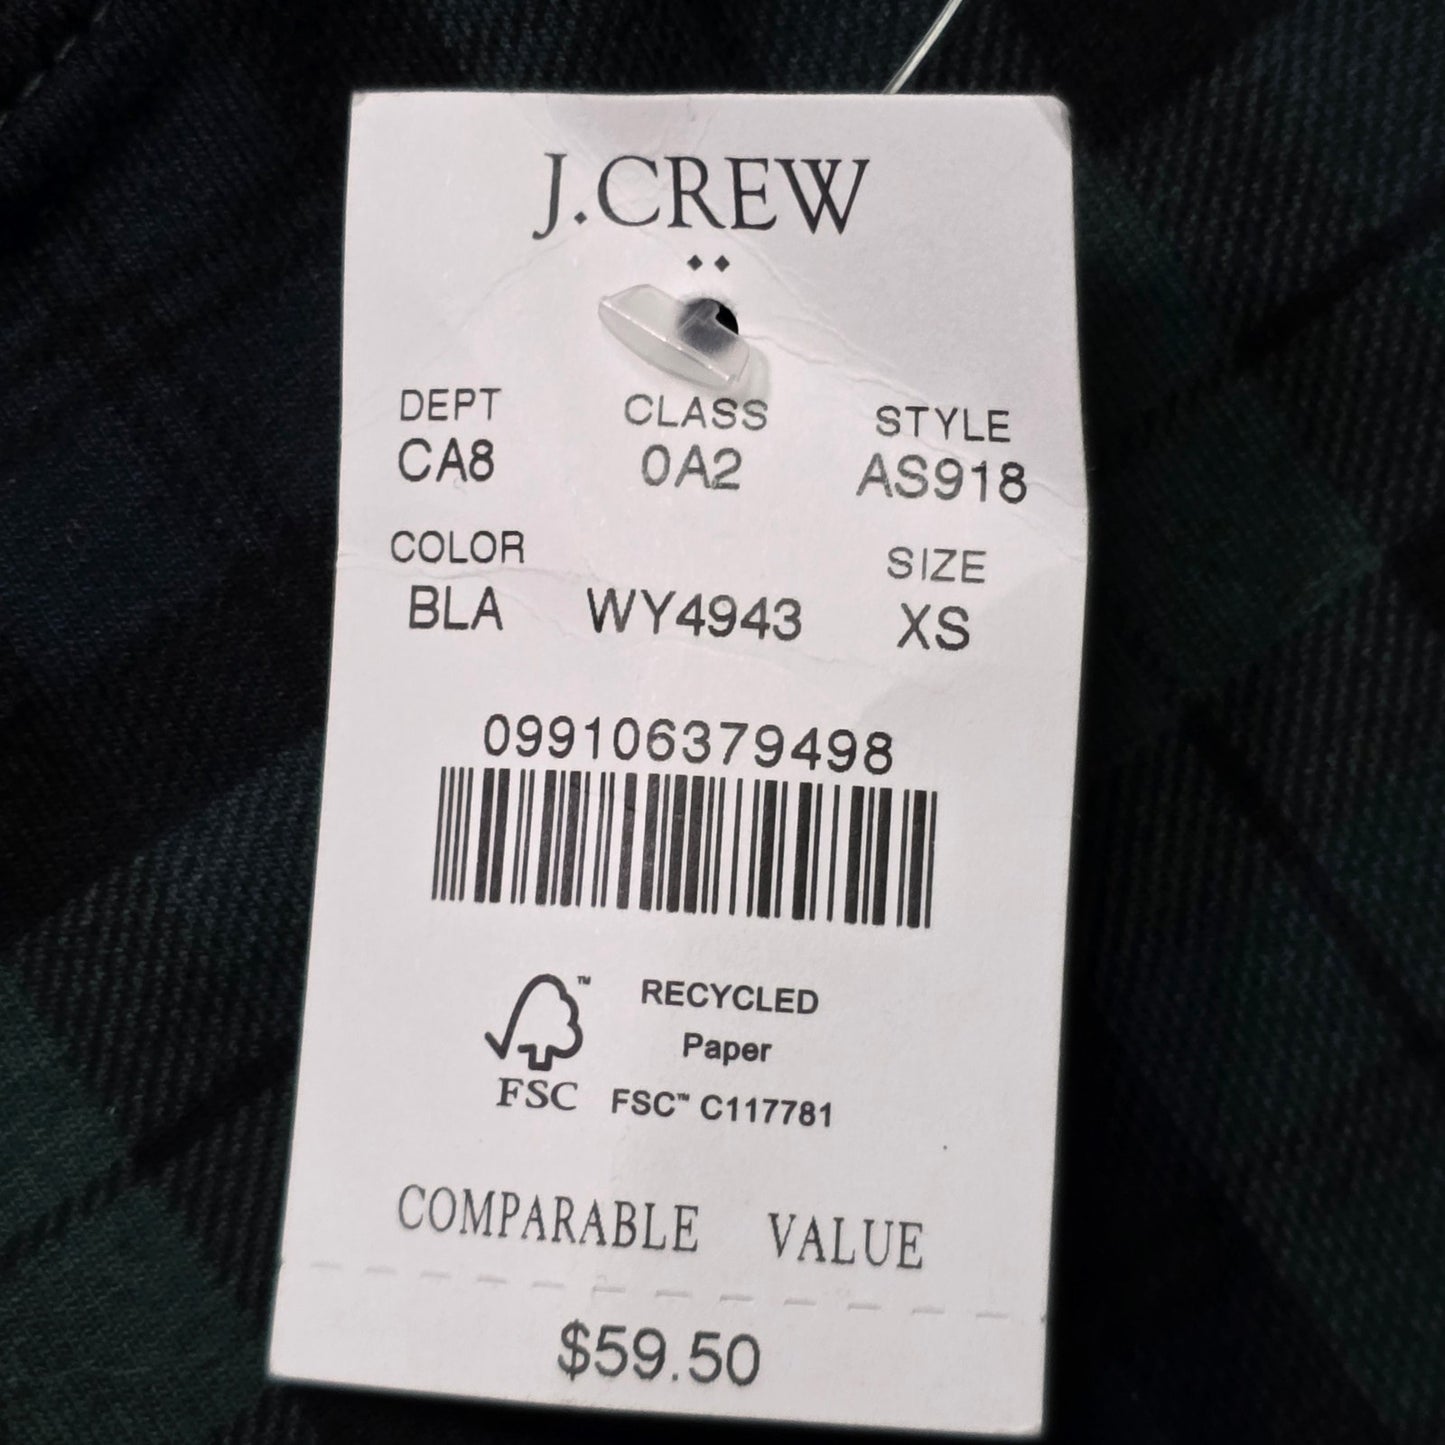 J.CREW
DEPT CLASS STYLE
CA8 0A2 AS918
COLOR SIZE
BLA WY4943 XS
099106379498
RECYCLED
Paper
FSC FSC™ C117781
COMPARABLE VALUE
$59.50